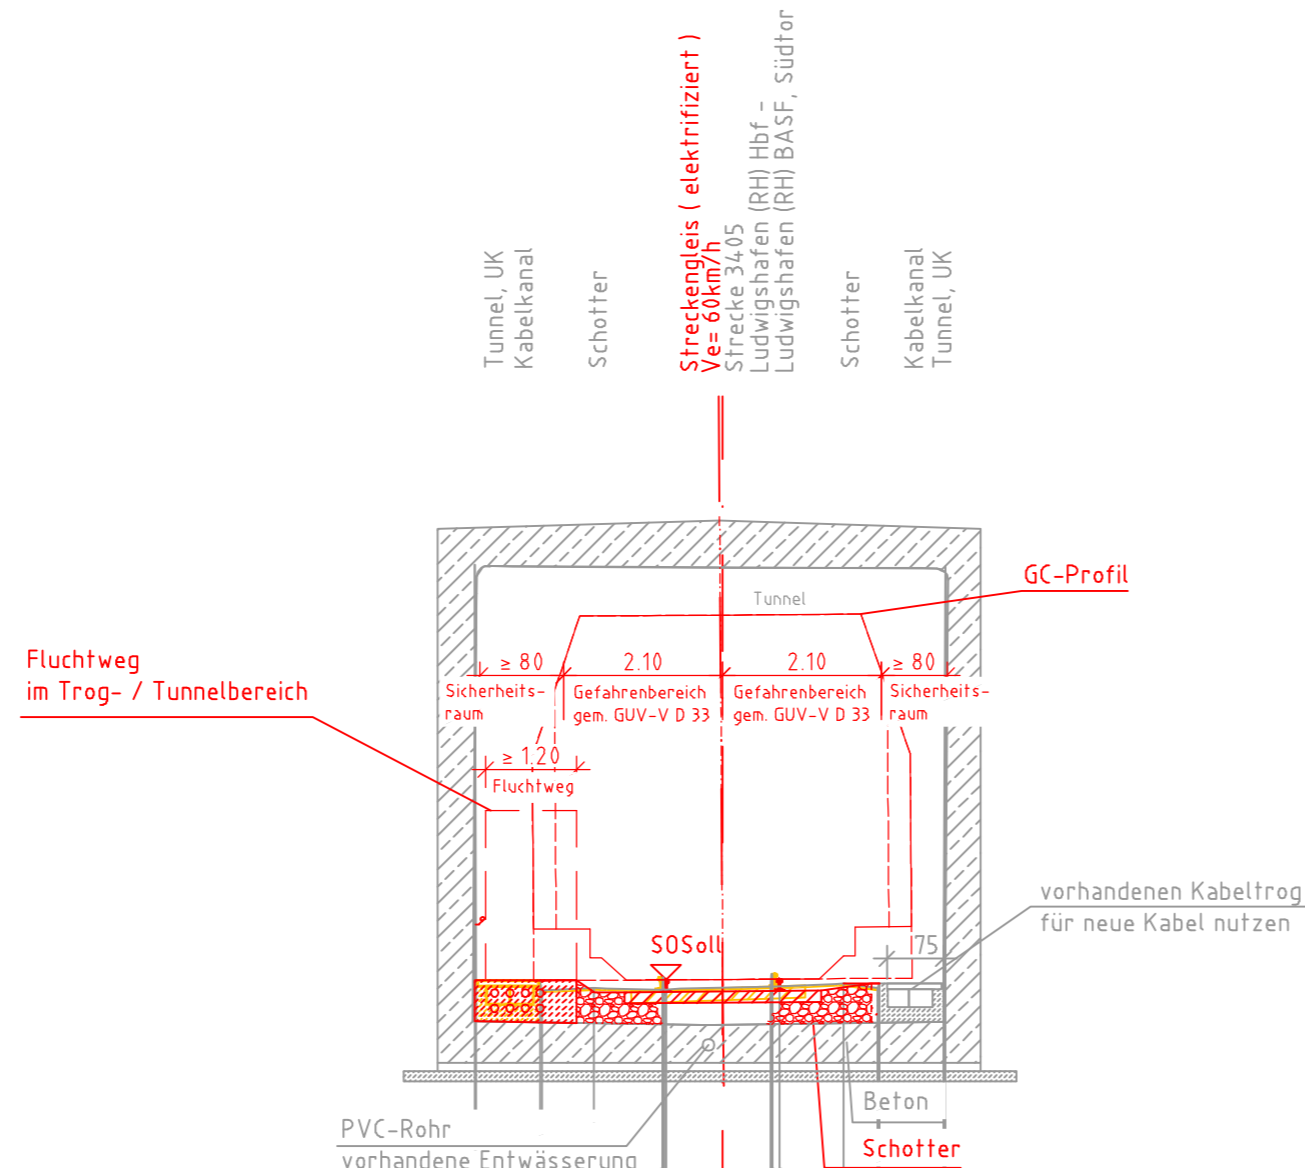 Tunnel, UK
Kabelkanal
Schotter
Streckengleis ( elektrifiziert )
Ve= 60km/h
Strecke 3405
Ludwigshafen (RH) Hbf -
Ludwigshafen (RH) BASF, Südtor
Schotter
Kabelkanal
Tunnel, UK
GC-Profil
Tunnel
Fluchtweg
im Trog- / Tunnelbereich
≥ 80
2.10
2.10
≥ 80
Sicherheits-
raum
Gefahrenbereich
gem. GUV-V D 33
Gefahrenbereich
gem. GUV-V D 33
Sicherheits-
raum
≥ 1.20
Fluchtweg
vorhandenen Kabeltrog
für neue Kabel nutzen
SOSoll
75
Beton
PVC-Rohr
vorhandene Entwässerung
Schotter